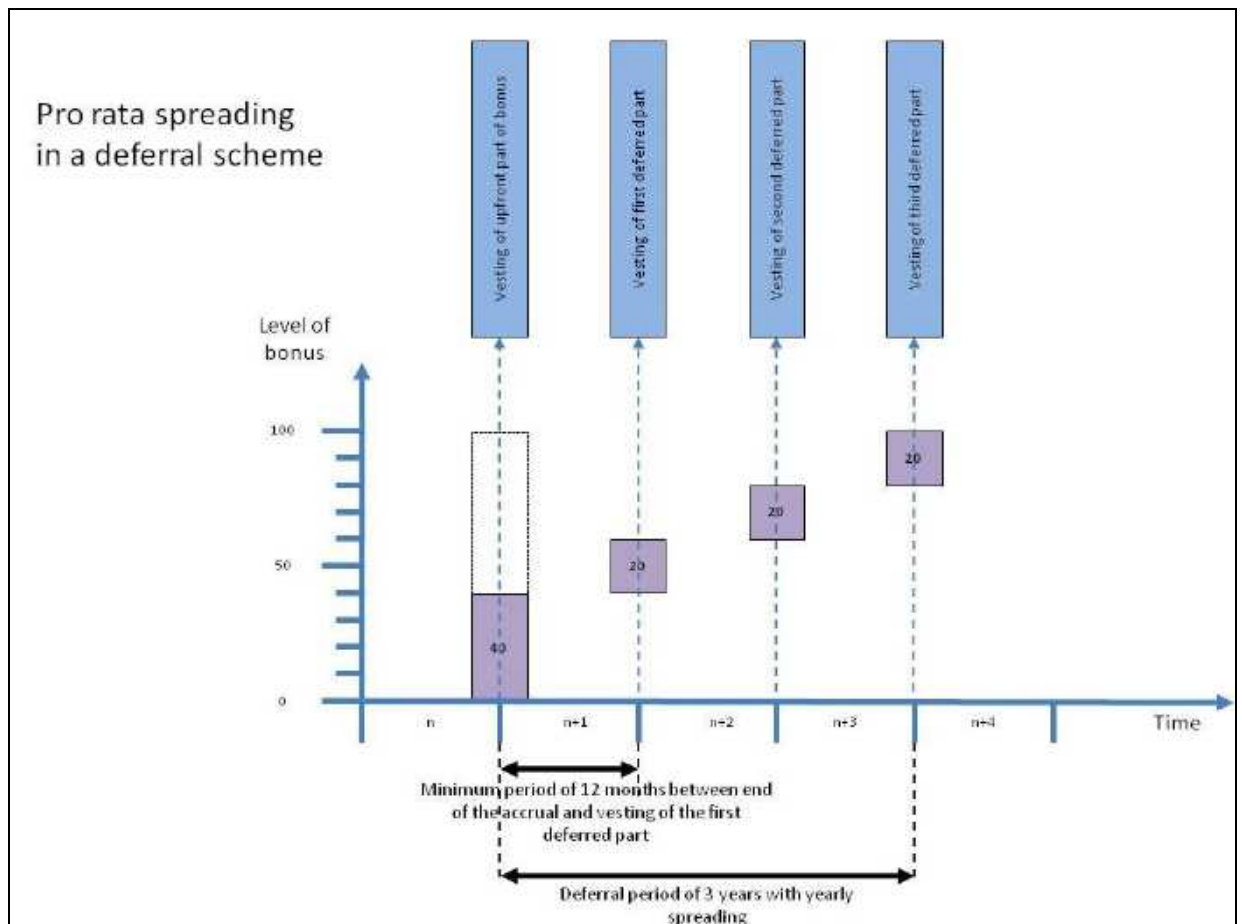 Pro rata spreading
in a deferral scheme
Vesting of upfront part of bonus
Vesting of first deferred part
Vesting of second deferred part
Vesting of third deferred part
Level of
bonus
100
50
0
40
20
20
20
n
n+1
n+2
n+3
n+4
Time
Minimum period of 12 months between end
of the accrual and vesting of the first
deferred part
Deferral period of 3 years with yearly
spreading